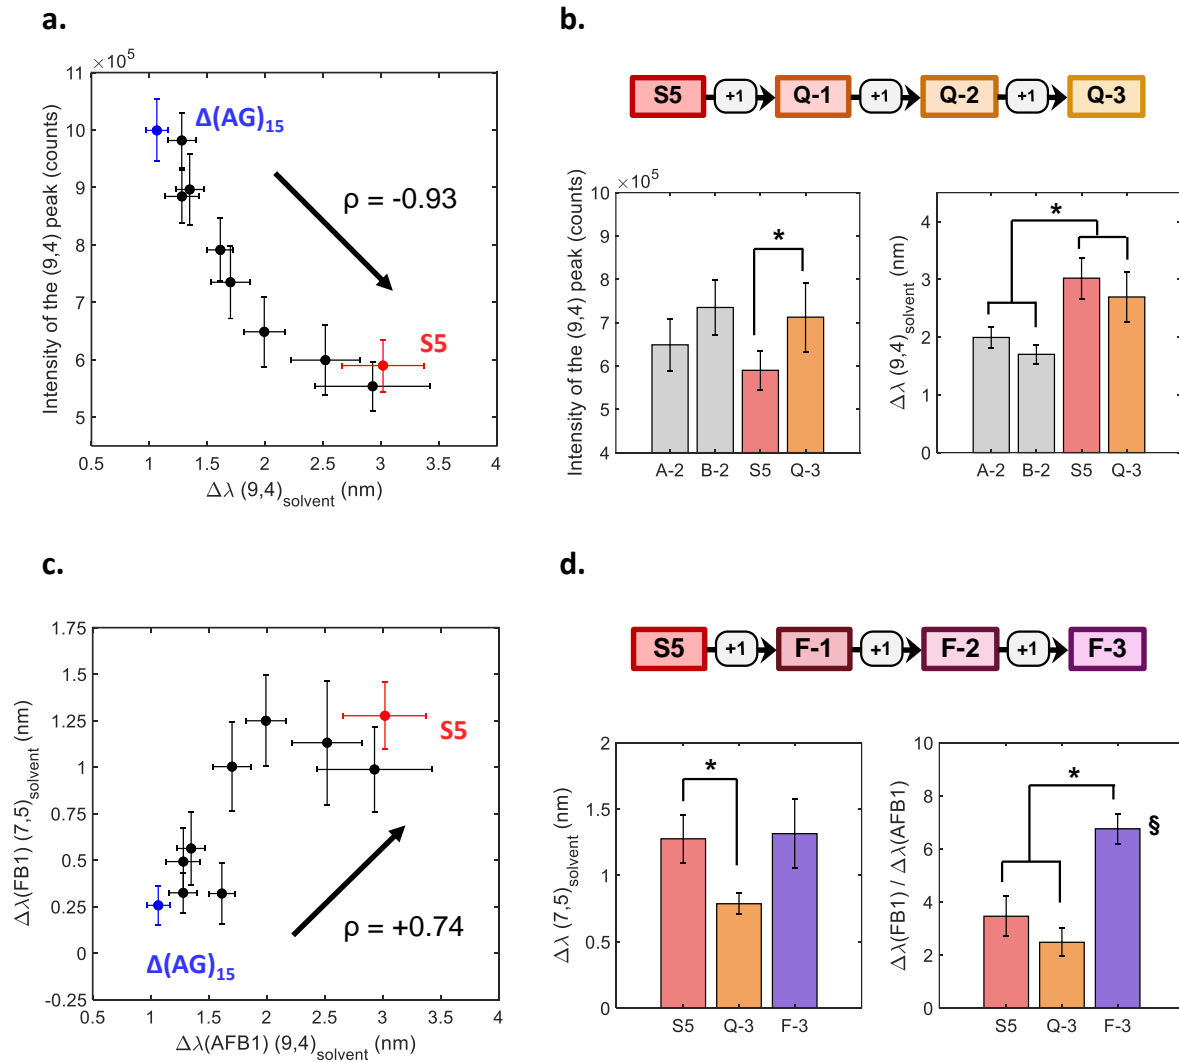 a.
×10⁵
11
10
9
8
7
6
5
0.5 1 1.5 2 2.5 3 3.5 4
Intensity of the (9,4) peak (counts)
Δλ (9,4)solvent (nm)
Δ(AG)₁₅
ρ = -0.93
S5
b.
S5 +1 Q-1 +1 Q-2 +1 Q-3
×10⁵
10
9
8
7
6
5
4
Intensity of the (9,4) peak (counts)
*
A-2 B-2 S5 Q-3
4
3
2
1
0
Δλ (9,4)solvent (nm)
*
A-2 B-2 S5 Q-3
c.
1.75
1.5
1.25
1
0.75
0.5
0.25
0
-0.25
0.5 1 1.5 2 2.5 3 3.5 4
Δλ(FB1) (7,5)solvent (nm)
Δλ(AFB1) (9,4)solvent (nm)
S5
ρ = +0.74
Δ(AG)₁₅
d.
S5 +1 F-1 +1 F-2 +1 F-3
2
1.5
1
0.5
0
Δλ (7,5)solvent (nm)
*
S5 Q-3 F-3
10
8
6
4
2
0
Δλ(FB1) / Δλ(AFB1)
*
§
S5 Q-3 F-3